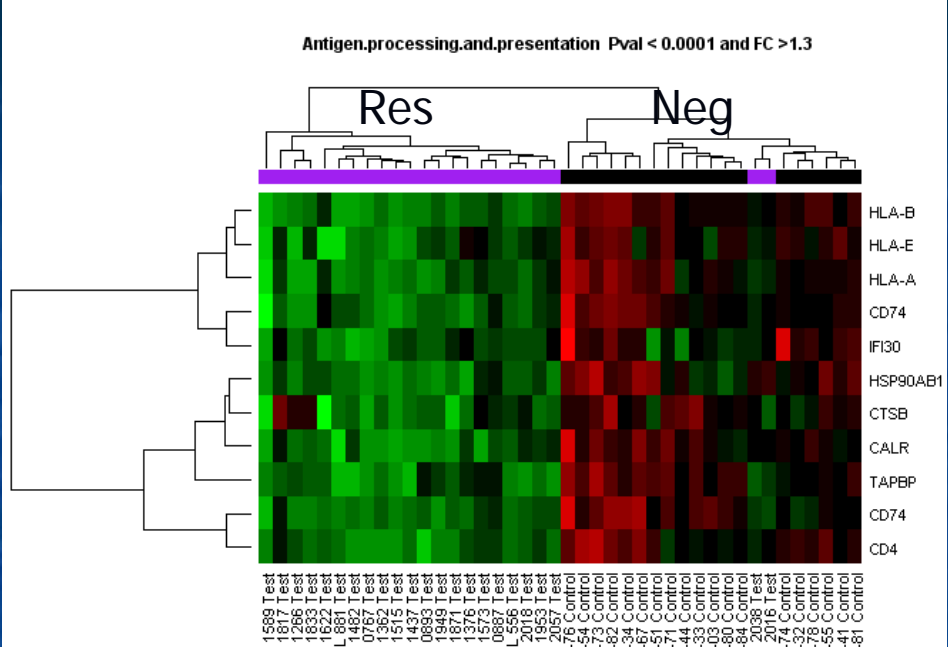 Antigen.processing.and.presentation Pval < 0.0001 and FC >1.3
Res
Neg
HLA-B
HLA-E
HLA-A
CD74
IFI30
HSP90AB1
CTSB
CALR
TAPBP
CD74
CD4
1589 Test
1817 Test
1266 Test
1833 Test
1622 Test
L_881 Test
1482 Test
0767 Test
1362 Test
1515 Test
1437 Test
0893 Test
1949 Test
1871 Test
1376 Test
1573 Test
0887 Test
L_556 Test
2018 Test
1953 Test
2057 Test
-76 Control
-54 Control
-73 Control
-82 Control
-34 Control
-67 Control
-51 Control
-71 Control
-44 Control
-33 Control
-03 Control
-80 Control
-84 Control
2038 Test
2016 Test
-74 Control
-32 Control
-78 Control
-55 Control
-41 Control
-81 Control